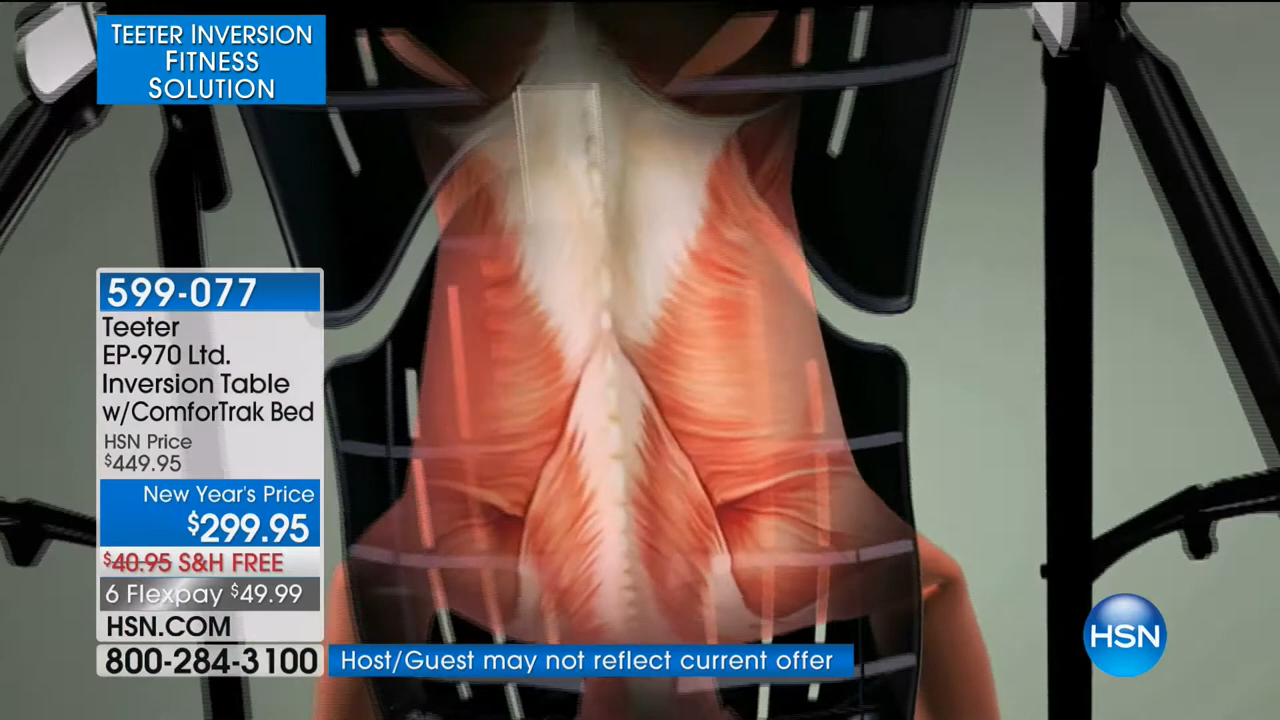 TEETER INVERSION
FITNESS
SOLUTION
599-077
Teeter
EP-970 Ltd.
Inversion Table
w/ComforTrak Bed
HSN Price
$449.95
New Year's Price
$299.95
$40.95 S&H FREE
6 Flexpay $49.99
HSN.COM
800-284-3100
Host/Guest may not reflect current offer
HSN